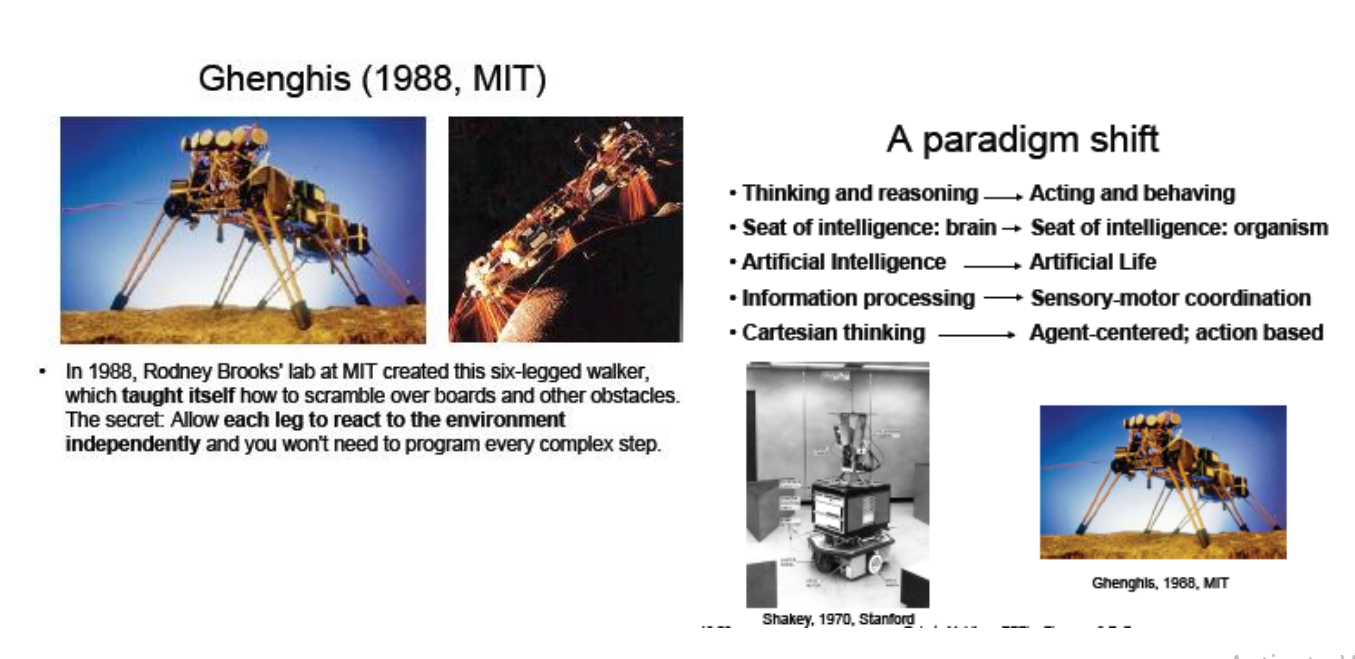 Ghenghis (1988, MIT)
• In 1988, Rodney Brooks' lab at MIT created this six-legged walker,
which taught itself how to scramble over boards and other obstacles.
The secret: Allow each leg to react to the environment
independently and you won't need to program every complex step.
A paradigm shift
• Thinking and reasoning → Acting and behaving
• Seat of intelligence: brain → Seat of intelligence: organism
• Artificial Intelligence → Artificial Life
• Information processing → Sensory-motor coordination
• Cartesian thinking → Agent-centered; action based
Shakey, 1970, Stanford
Ghenghis, 1988, MIT